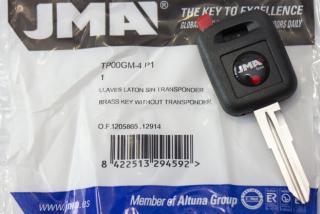 JMA
THE KEY TO EXCELLENCE
TP00GM-4.P1
1
LLAVES LATON SIN TRANSPONDER
BRASS KEY WITHOUT TRANSPONDER
O.F.1205865 .12914
8 422513 294592 >
JMA
www.jma.es
Member of Altuna Group